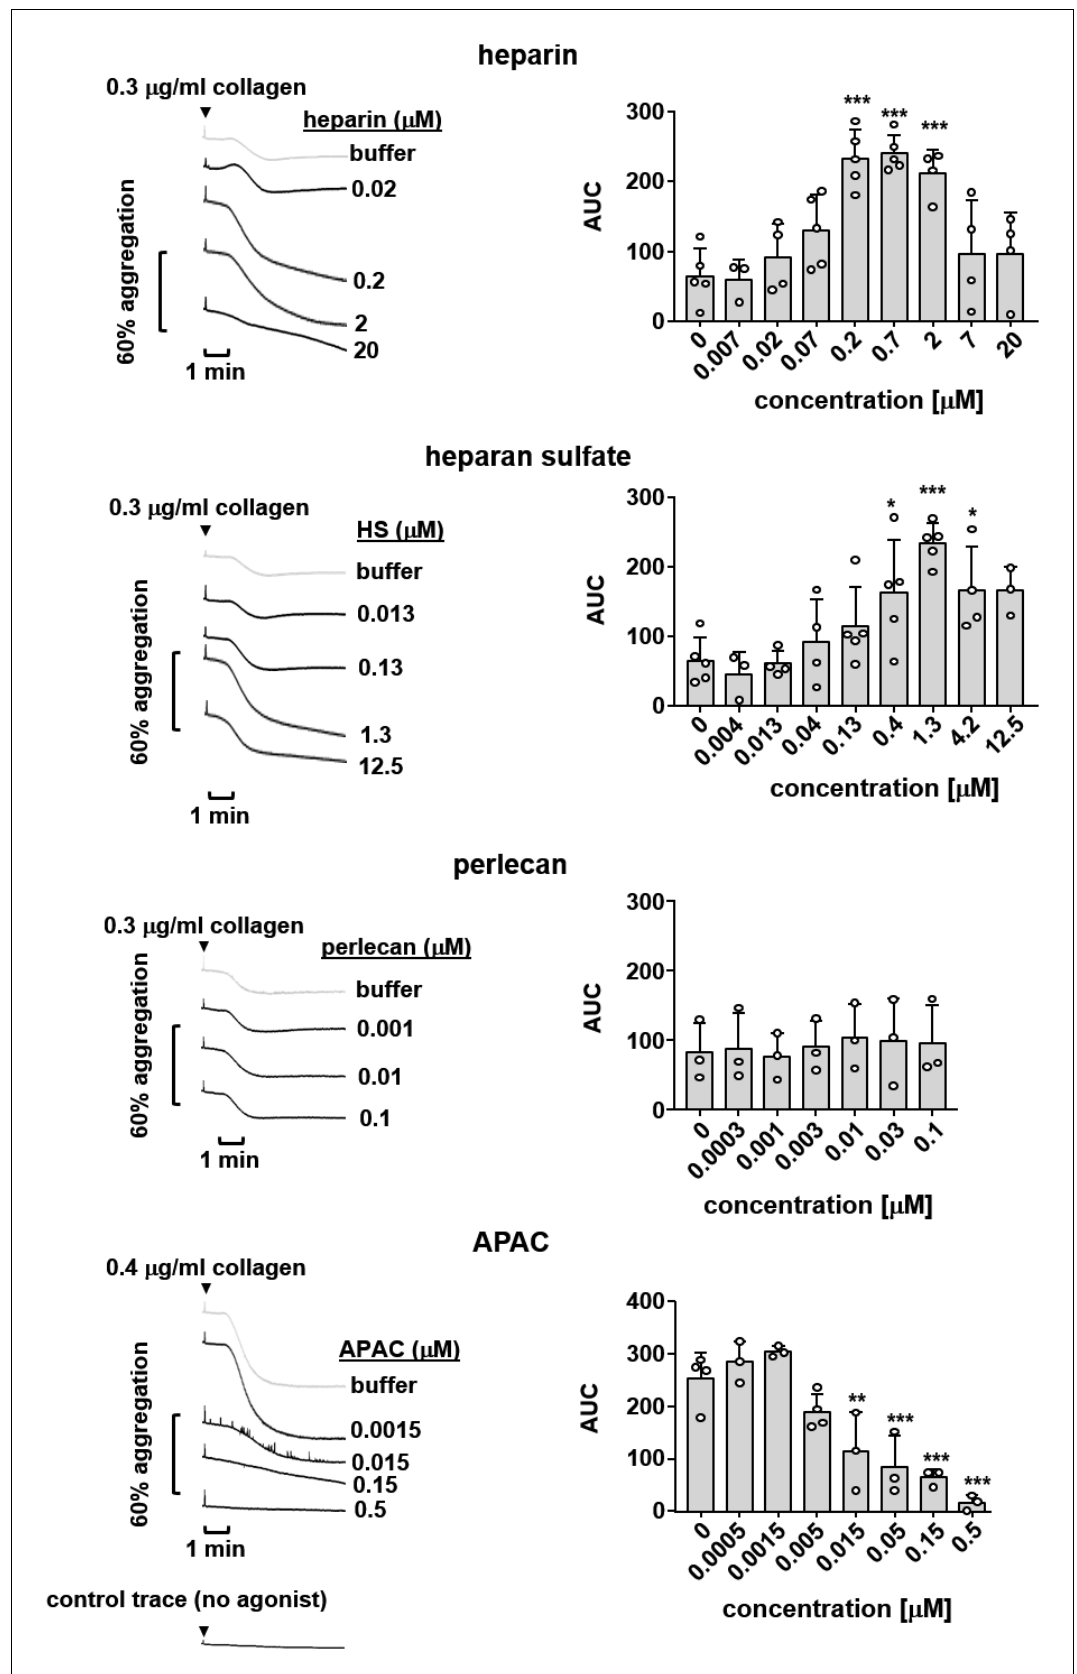 heparin
0.3 μg/ml collagen
heparin (μM)
buffer
0.02
0.2
2
20
60% aggregation
1 min
***
***
***
300
200
100
0
AUC
0 0.007 0.02 0.07 0.2 0.7 2 7 20
concentration [μM]
heparan sulfate
0.3 μg/ml collagen
HS (μM)
buffer
0.013
0.13
1.3
12.5
60% aggregation
1 min
*
***
*
300
200
100
0
AUC
0 0.004 0.013 0.04 0.13 0.4 1.3 4.2 12.5
concentration [μM]
perlecan
0.3 μg/ml collagen
perlecan (μM)
buffer
0.001
0.01
0.1
60% aggregation
1 min
300
200
100
0
AUC
0 0.0003 0.001 0.003 0.01 0.03 0.1
concentration [μM]
APAC
0.4 μg/ml collagen
APAC (μM)
buffer
0.0015
0.015
0.15
0.5
60% aggregation
1 min
400
300
200
100
0
AUC
**
***
***
***
0 0.0005 0.0015 0.005 0.015 0.05 0.15 0.5
concentration [μM]
control trace (no agonist)